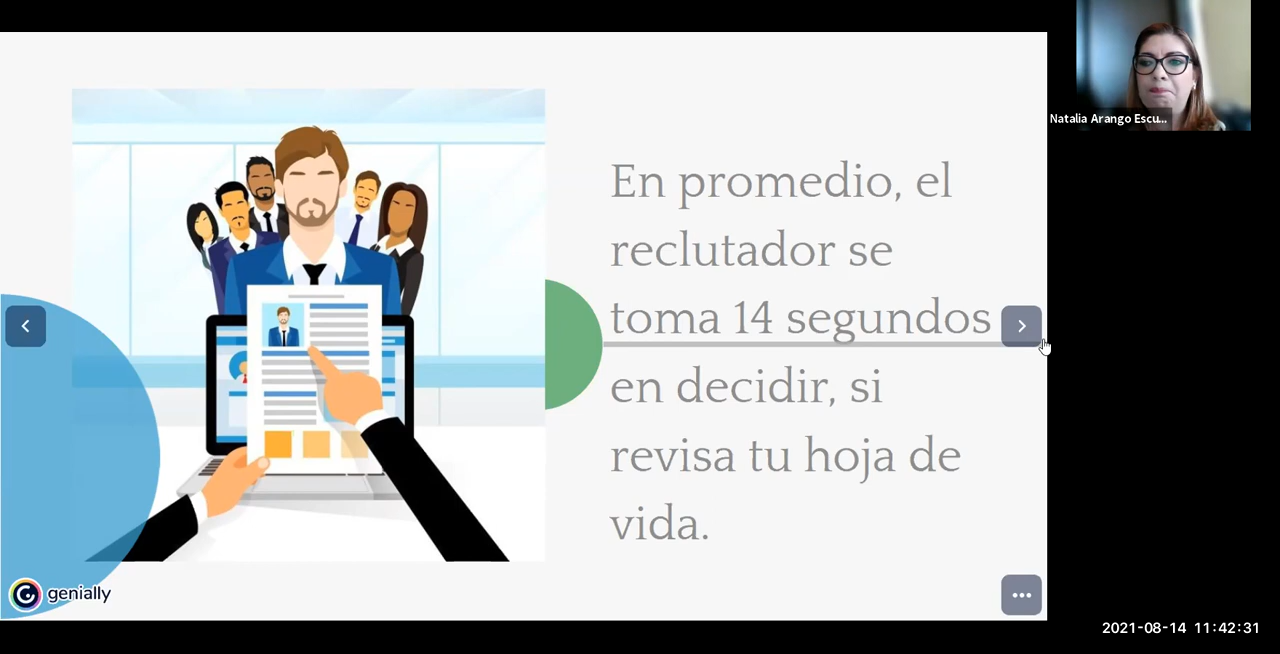 En promedio, el
reclutador se
toma 14 segundos
en decidir, si
revisa tu hoja de
vida.
genially
Natalia Arango Escu...
2021-08-14 11:42:31